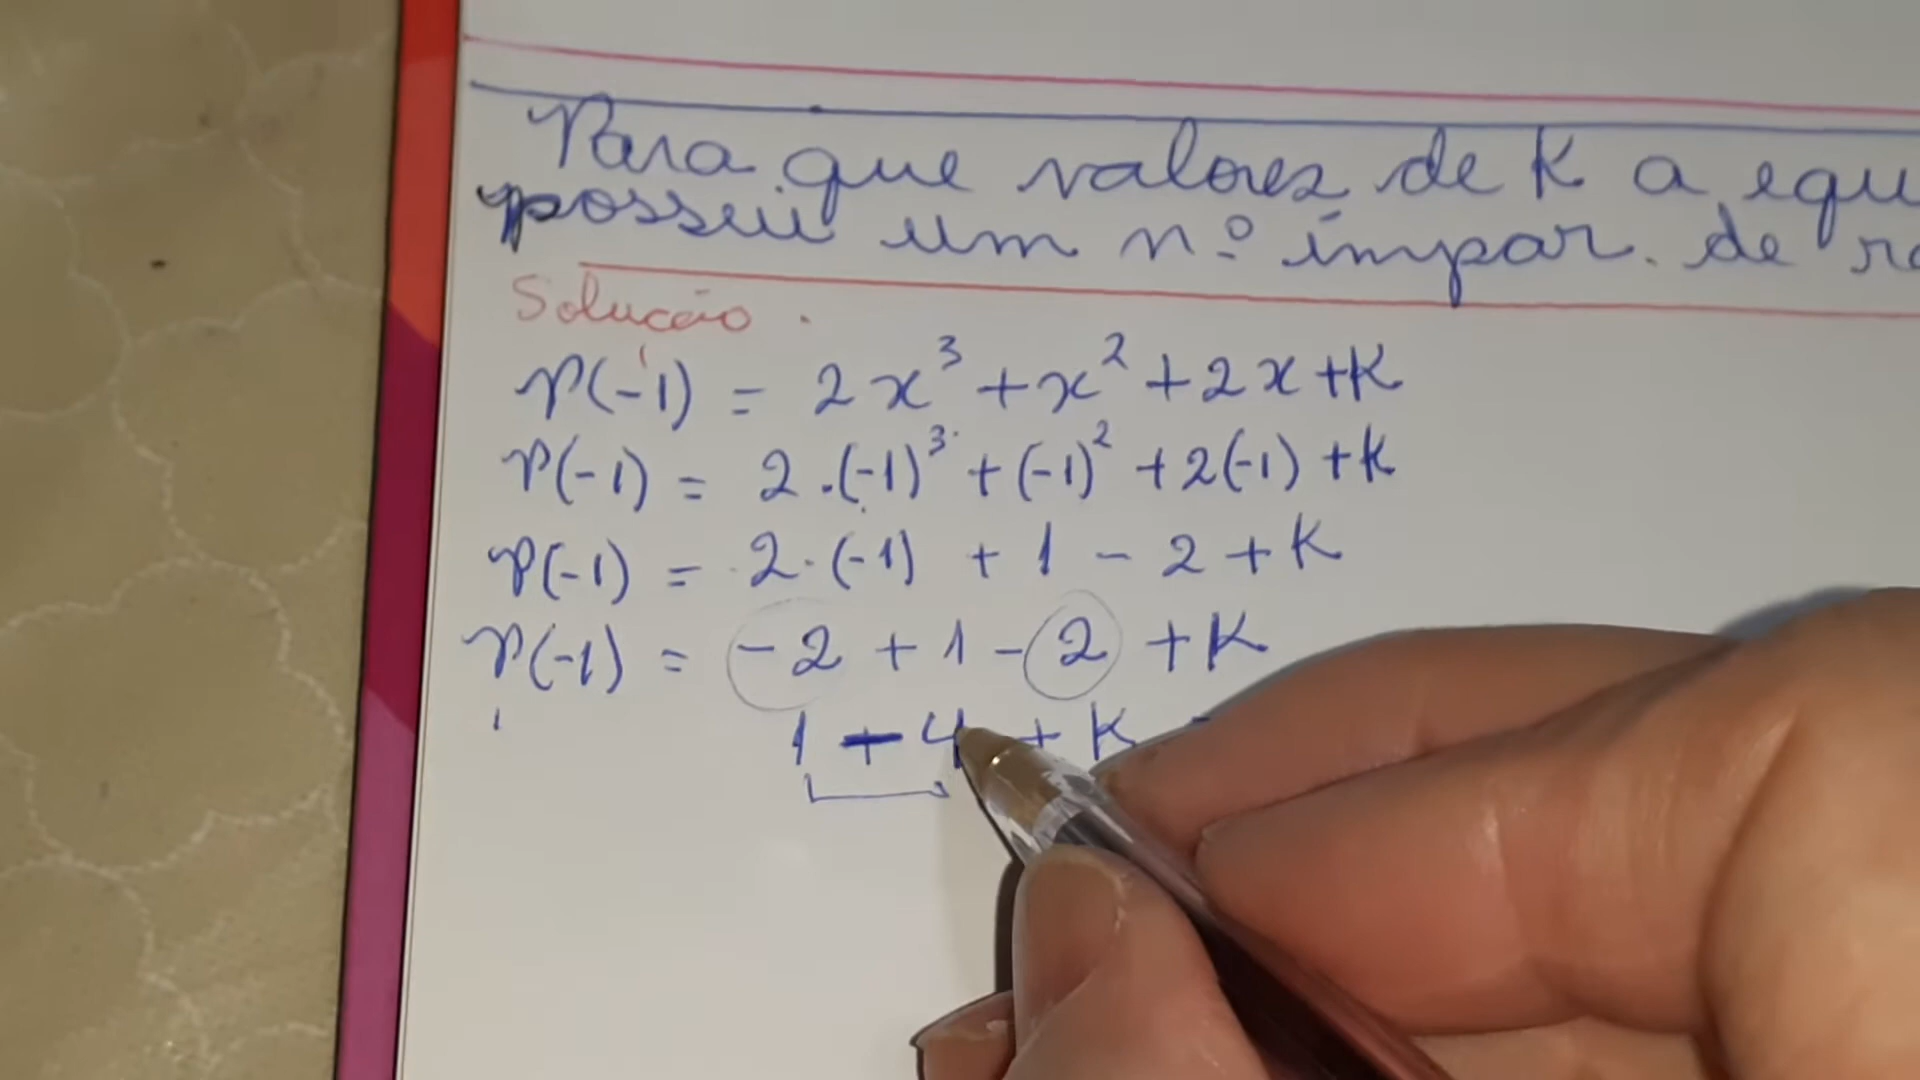 Para que valores de K a equ
possui um nº ímpar. de
Solução.
P(-1) = 2x³ + x² + 2x + K
P(-1) = 2.(-1)³ + (-1)² + 2(-1) + K
P(-1) = 2.(-1) + 1 - 2 + K
P(-1) = -2 + 1 - 2 + K
1 - 4 + K